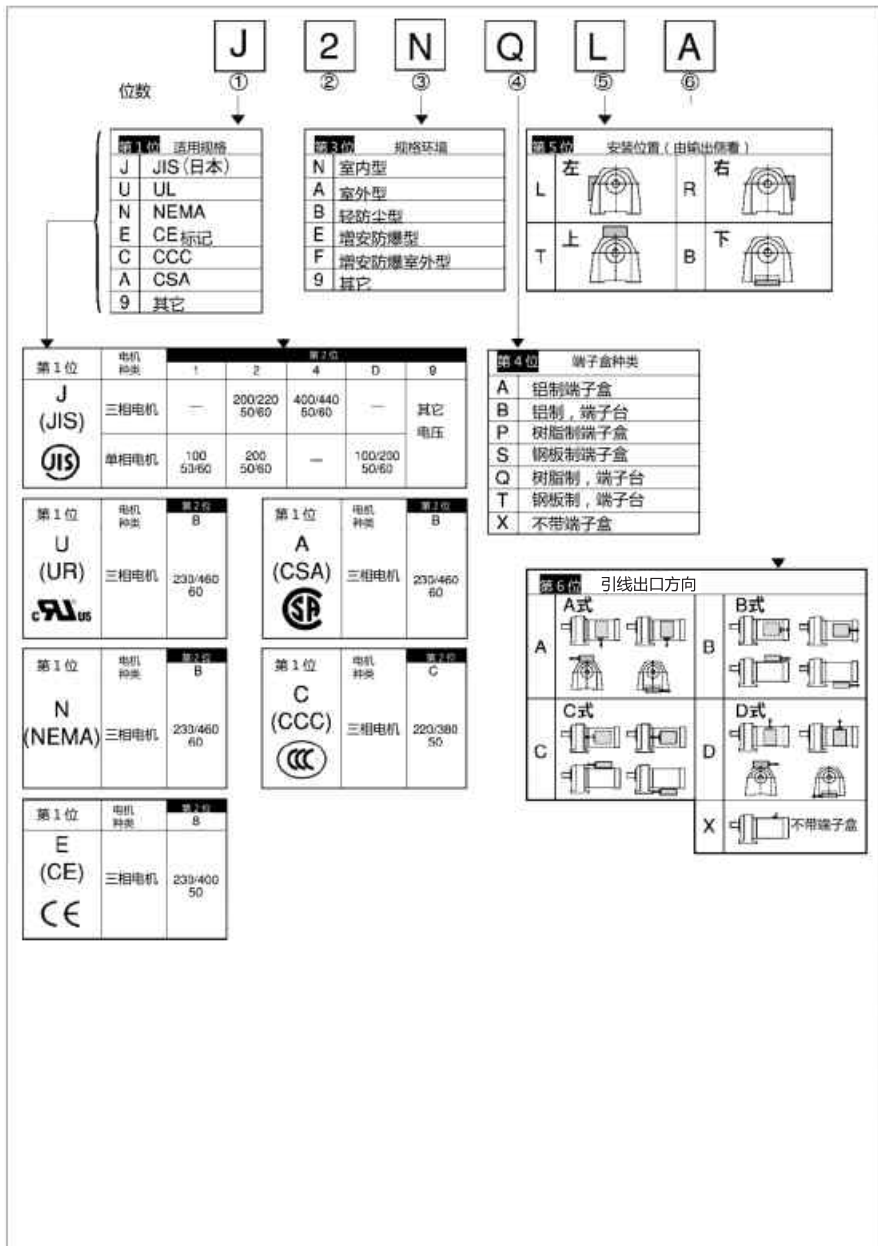 J 2 N Q L A
① ② ③ ④ ⑤ ⑥
位数
第1位 适用规格
J JIS(日本)
U UL
N NEMA
E CE标记
C CCC
A CSA
9 其它
第3位 规格环境
N 室内型
A 室外型
B 轻防尘型
E 增安防爆型
F 增安防爆室外型
9 其它
第5位 安装位置(由输出侧看)
L 左 R 右
T 上 B 下
第1位 电机种类 第2位
1 2 4 D 9
J (JIS) JIS
三相电机 — 200/220 50/60 400/440 50/60 — 其它电压
单相电机 100 50/60 200 50/60 — 100/200 50/60
第4位 端子盒种类
A 铝制端子盒
B 铝制，端子台
P 树脂制端子盒
S 钢板制端子盒
Q 树脂制，端子台
T 钢板制，端子台
X 不带端子盒
第1位 电机种类 第2位 B
U (UR) 三相电机 230/460 60
c RU us
第1位 电机种类 第2位 B
A (CSA) 三相电机 230/460 60
SP
第6位 引线出口方向
A A式 B B式
C C式 D D式
X 不带端子盒
第1位 电机种类 第2位 B
N (NEMA) 三相电机 230/460 60
第1位 电机种类 第2位 C
C (CCC) 三相电机 220/380 50
CCC
第1位 电机种类 第2位 8
E (CE) 三相电机 230/400 50
CE